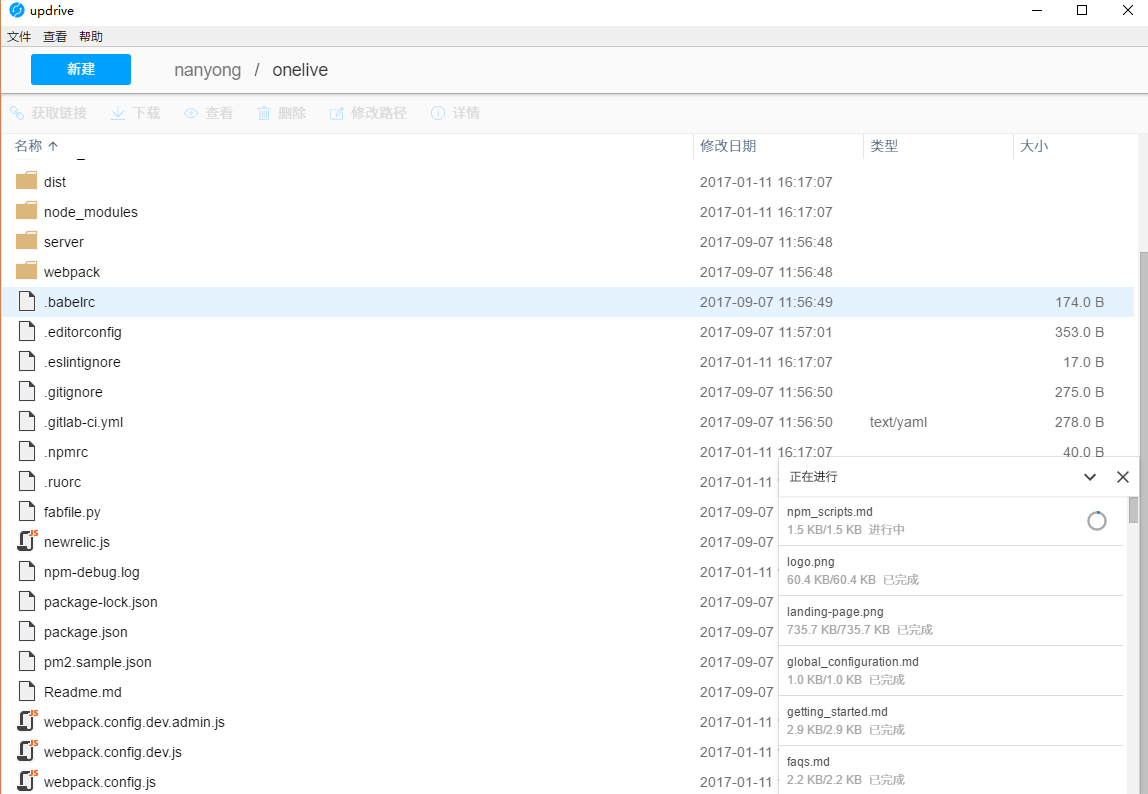 updrive
文件 查看 帮助
新建 nanyong / onelive
获取链接 下载 查看 删除 修改路径 详情
名称 修改日期 类型 大小
dist 2017-01-11 16:17:07
node_modules 2017-01-11 16:17:07
server 2017-09-07 11:56:48
webpack 2017-09-07 11:56:48
.babelrc 2017-09-07 11:56:49 174.0 B
.editorconfig 2017-09-07 11:57:01 353.0 B
.eslintignore 2017-01-11 16:17:07 17.0 B
.gitignore 2017-09-07 11:56:50 275.0 B
.gitlab-ci.yml 2017-09-07 11:56:50 text/yaml 278.0 B
.npmrc 2017-01-11 16:17:07 40.0 B
.ruorc 2017-01-11
fabfile.py 2017-09-07
newrelic.js 2017-09-07
npm-debug.log 2017-01-11
package-lock.json 2017-09-07
package.json 2017-09-07
pm2.sample.json 2017-09-07
Readme.md 2017-09-07
webpack.config.dev.admin.js 2017-01-11
webpack.config.dev.js 2017-01-11
webpack.config.js 2017-01-11
正在进行
npm_scripts.md
1.5 KB/1.5 KB 进行中
logo.png
60.4 KB/60.4 KB 已完成
landing-page.png
735.7 KB/735.7 KB 已完成
global_configuration.md
1.0 KB/1.0 KB 已完成
getting_started.md
2.9 KB/2.9 KB 已完成
faqs.md
2.2 KB/2.2 KB 已完成